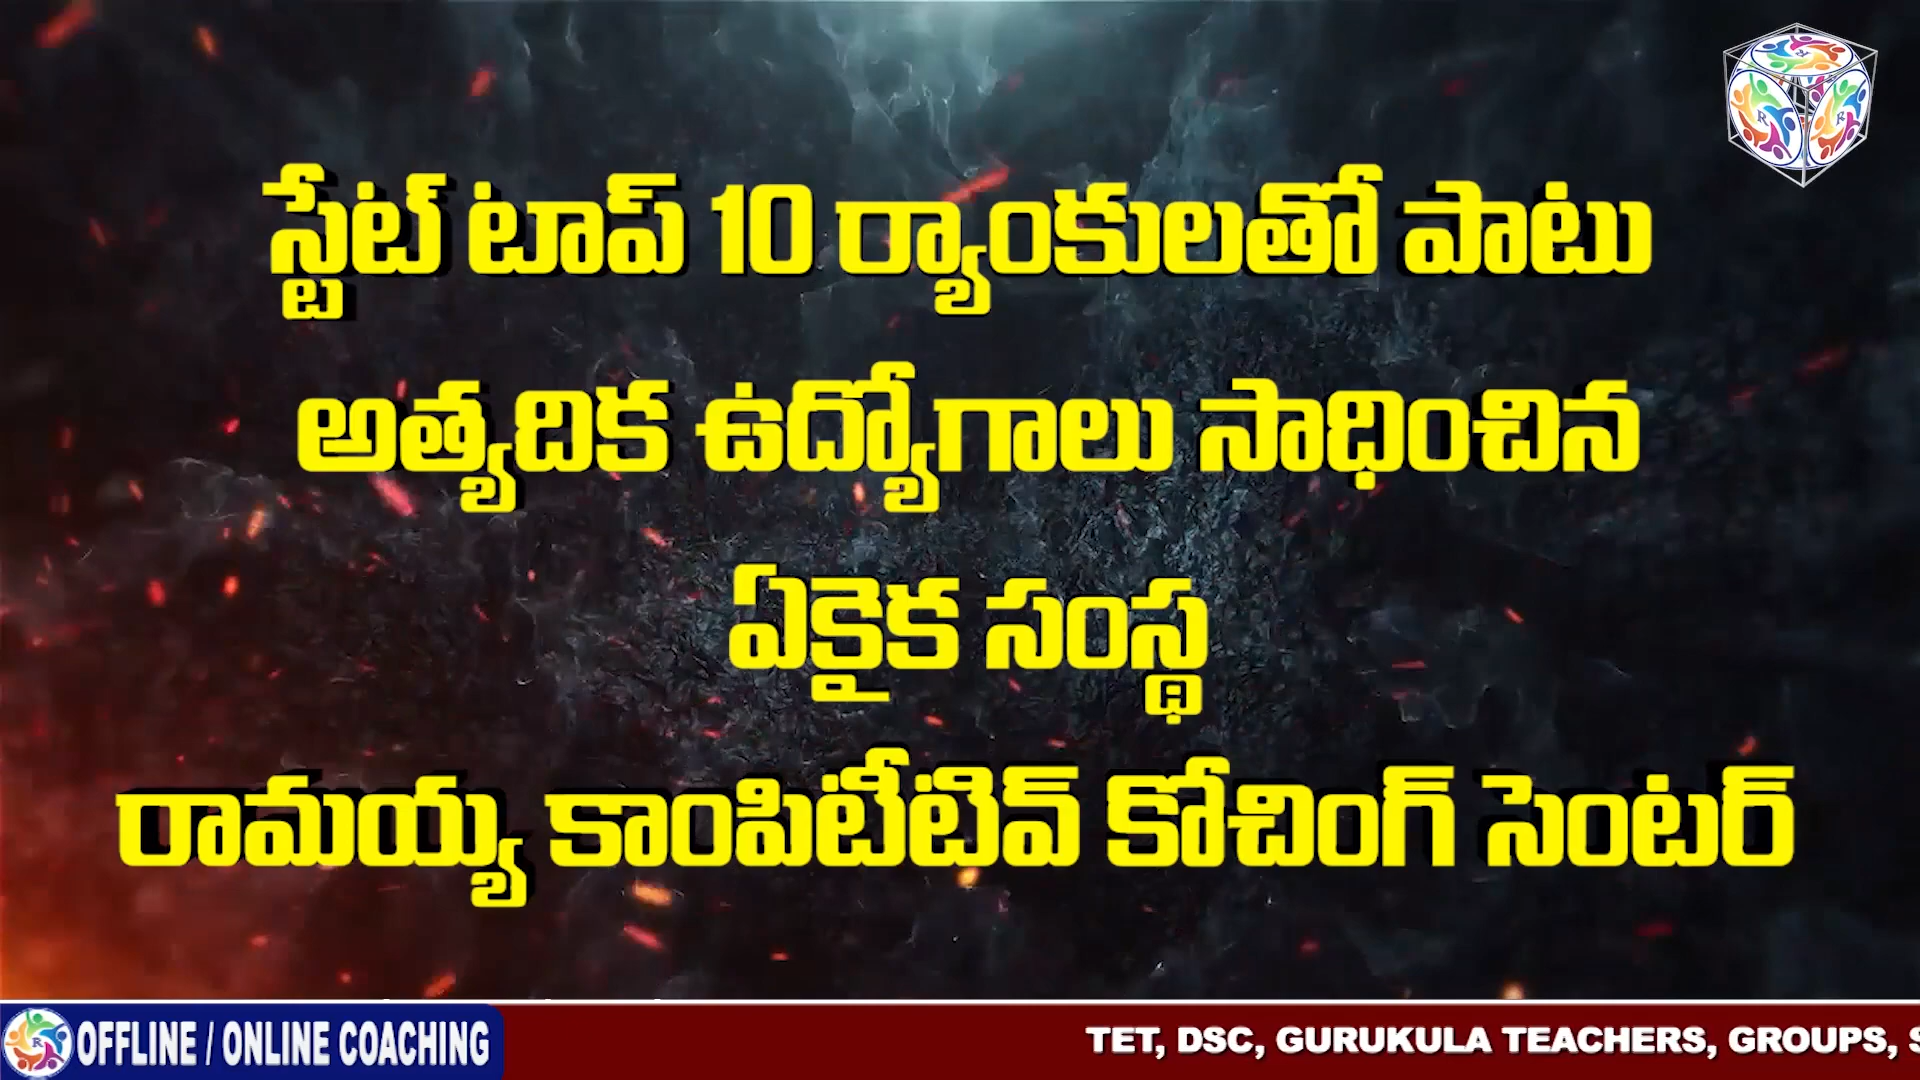 స్టేట్ టాప్ 10 ర్యాంకులతో పాటు
అత్యదిక ఉద్యోగాలు సాధించిన
ఏకైక సంస్థ
రామయ్య కాంపిటీటివ్ కోచింగ్ సెంటర్
OFFLINE / ONLINE COACHING
TET, DSC, GURUKULA TEACHERS, GROUPS,